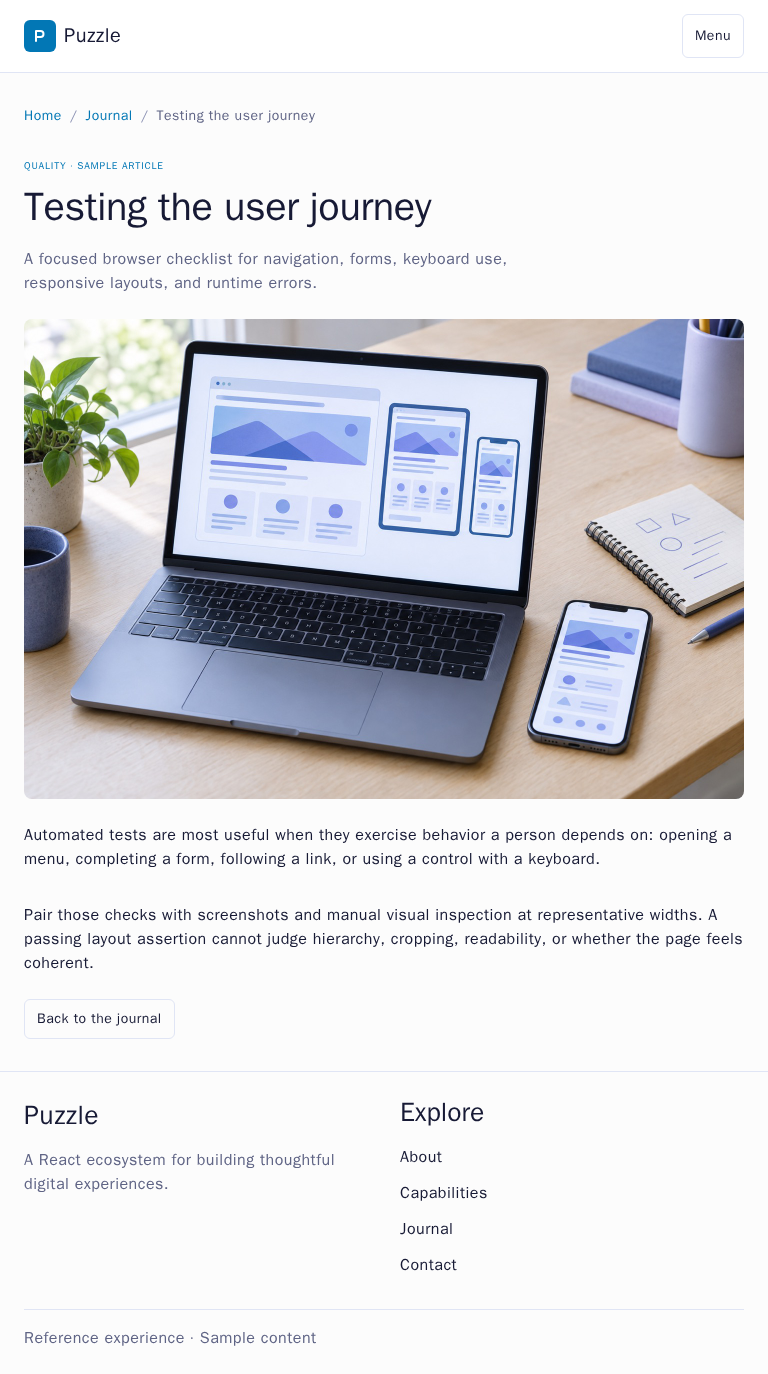 P Puzzle
Menu
Home / Journal / Testing the user journey
QUALITY · SAMPLE ARTICLE
Testing the user journey
A focused browser checklist for navigation, forms, keyboard use,
responsive layouts, and runtime errors.
Automated tests are most useful when they exercise behavior a person depends on: opening a
menu, completing a form, following a link, or using a control with a keyboard.
Pair those checks with screenshots and manual visual inspection at representative widths. A
passing layout assertion cannot judge hierarchy, cropping, readability, or whether the page feels
coherent.
Back to the journal
Puzzle
A React ecosystem for building thoughtful
digital experiences.
Explore
About
Capabilities
Journal
Contact
Reference experience · Sample content